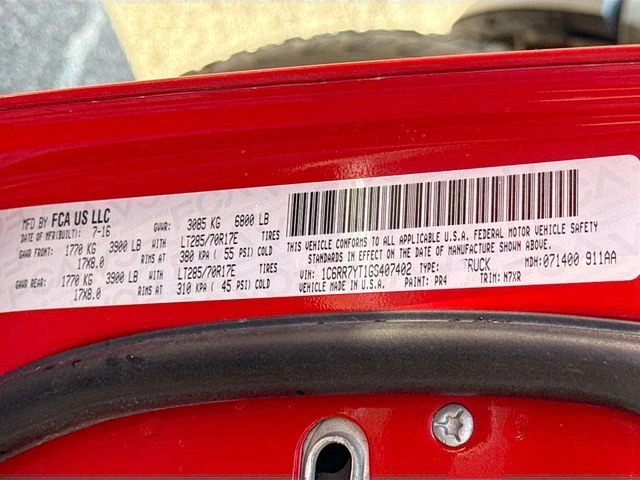 MFD BY FCA US LLC
DATE OF MFR(BUILT): 7-16 GVWR: 3085 KG 6800 LB
GAWR FRONT: 1770 KG 3900 LB WITH LT285/70R17E TIRES
17X8.0 RIMS AT 380 KPA ( 55 PSI) COLD
GAWR REAR: 1770 KG 3900 LB WITH LT285/70R17E TIRES
17X8.0 RIMS AT 310 KPA ( 45 PSI) COLD
THIS VEHICLE CONFORMS TO ALL APPLICABLE U.S.A. FEDERAL MOTOR VEHICLE SAFETY
STANDARDS IN EFFECT ON THE DATE OF MANUFACTURE SHOWN ABOVE.
VIN: 1C6RR7YT1GS407402 TYPE: TRUCK MDH: 071400 911AA
VEHICLE MADE IN U.S.A. PAINT: PR4 TRIM: N7XR